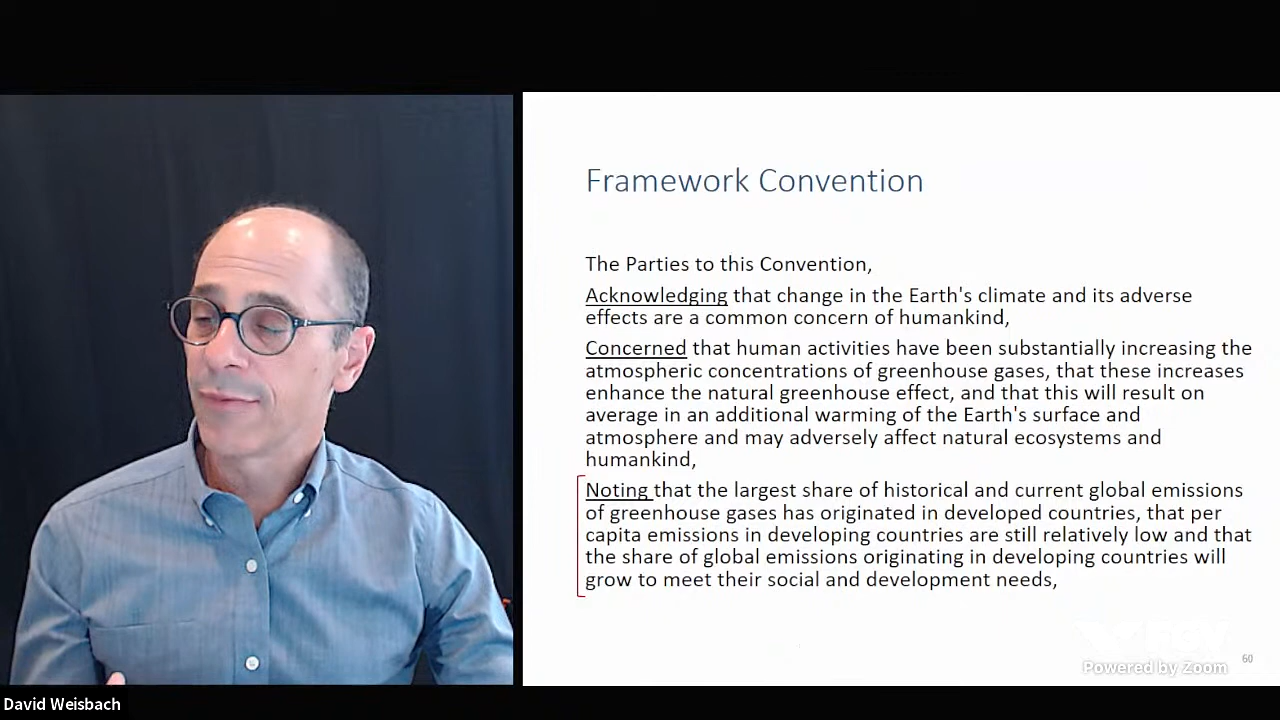 Framework Convention
The Parties to this Convention,
Acknowledging that change in the Earth's climate and its adverse
effects are a common concern of humankind,
Concerned that human activities have been substantially increasing the
atmospheric concentrations of greenhouse gases, that these increases
enhance the natural greenhouse effect, and that this will result on
average in an additional warming of the Earth's surface and
atmosphere and may adversely affect natural ecosystems and
humankind,
Noting that the largest share of historical and current global emissions
of greenhouse gases has originated in developed countries, that per
capita emissions in developing countries are still relatively low and that
the share of global emissions originating in developing countries will
grow to meet their social and development needs,
Powered by Zoom
60
David Weisbach